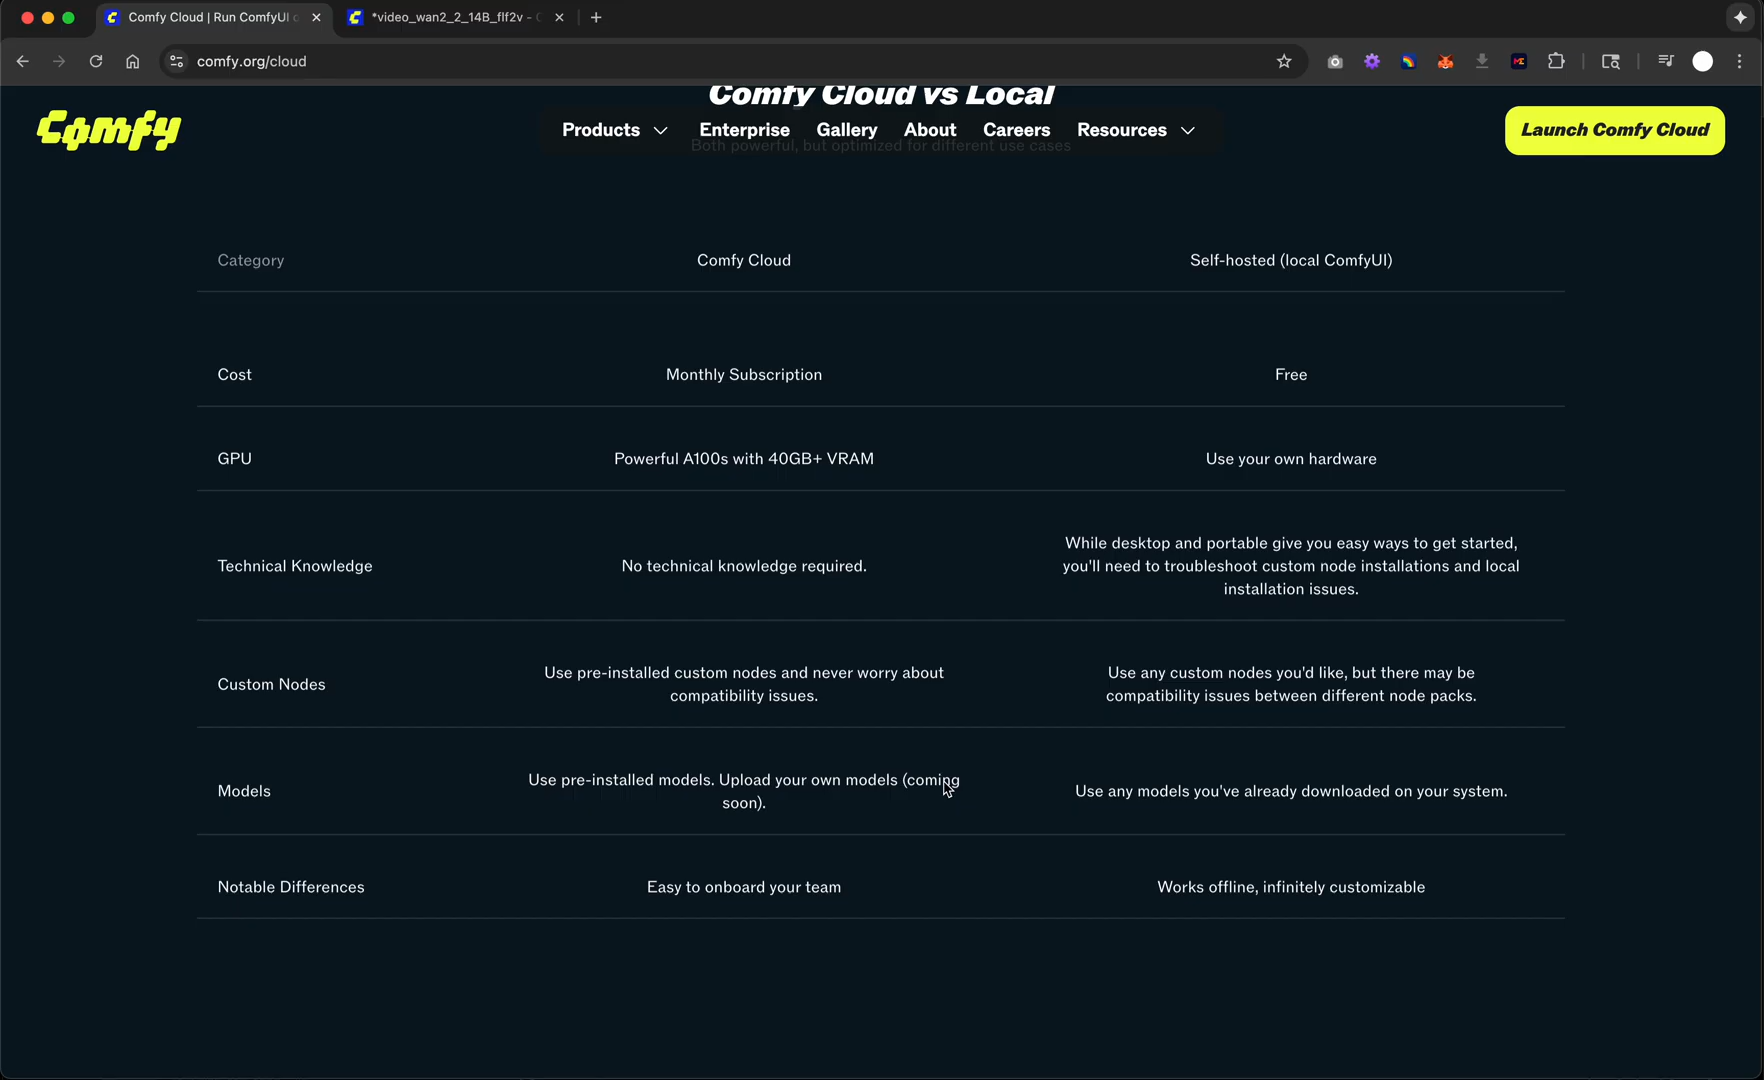 Comfy Cloud | Run ComfyUI o
*video_wan2_2_14B_flf2v - C
comfy.org/cloud
Comfy Cloud vs Local
Comfy
Products
Enterprise
Gallery
About
Careers
Resources
Launch Comfy Cloud
Both powerful, but optimized for different use cases
Category
Comfy Cloud
Self-hosted (local ComfyUI)
Cost
Monthly Subscription
Free
GPU
Powerful A100s with 40GB+ VRAM
Use your own hardware
Technical Knowledge
No technical knowledge required.
While desktop and portable give you easy ways to get started,
you'll need to troubleshoot custom node installations and local
installation issues.
Custom Nodes
Use pre-installed custom nodes and never worry about
compatibility issues.
Use any custom nodes you'd like, but there may be
compatibility issues between different node packs.
Models
Use pre-installed models. Upload your own models (coming
soon).
Use any models you've already downloaded on your system.
Notable Differences
Easy to onboard your team
Works offline, infinitely customizable